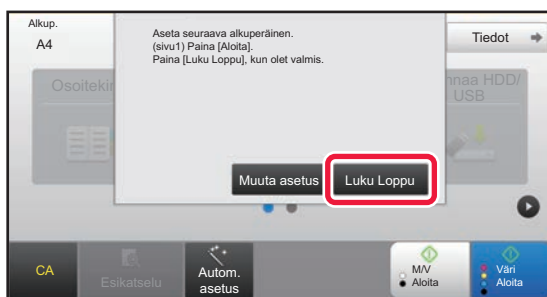 Alkup.
A4
Aseta seuraava alkuperäinen.
(sivu1) Paina [Aloita].
Paina [Luku Loppu], kun olet valmis.
Tiedot
Osoitekir
nnaa HDD/
USB
Muuta asetus
Luku Loppu
CA
Esikatselu
Autom.
asetus
M/V
Aloita
Väri
Aloita